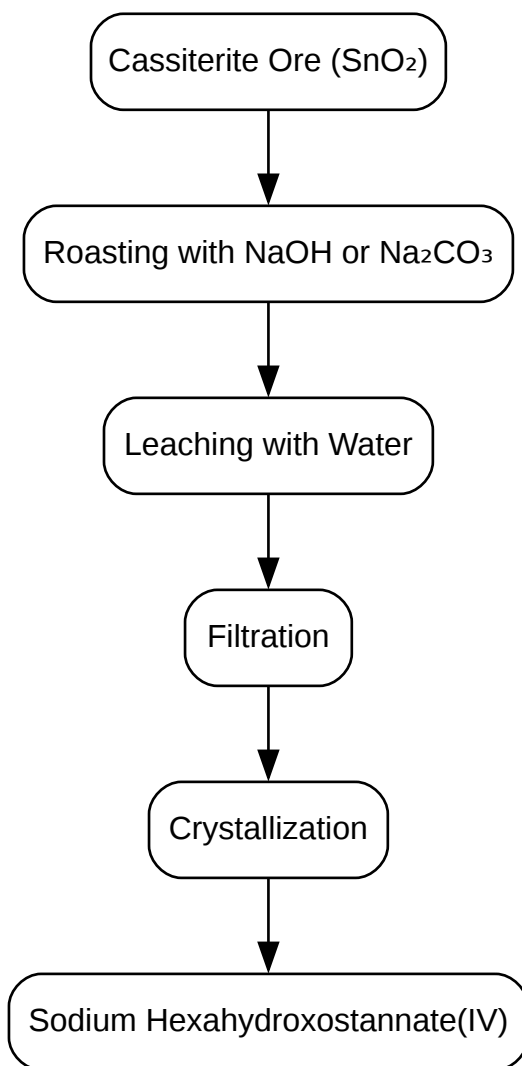 Cassiterite Ore (SnO₂)
Roasting with NaOH or Na₂CO₃
Leaching with Water
Filtration
Crystallization
Sodium Hexahydroxostannate(IV)